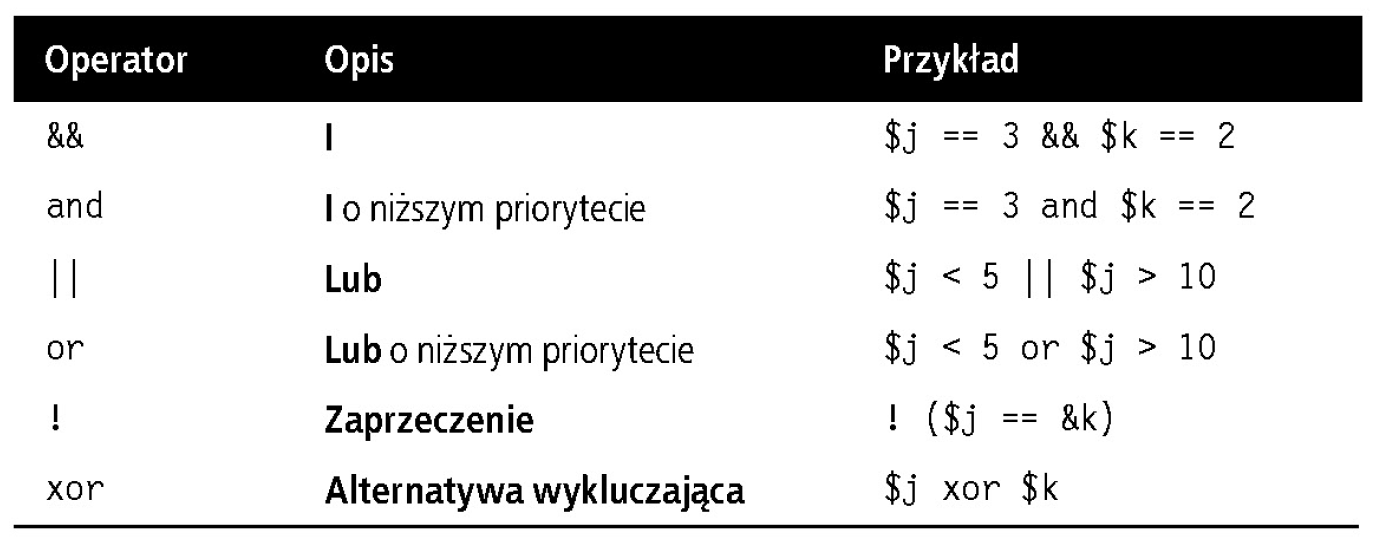 Operator Opis Przykład
&& I $j == 3 && $k == 2
and I o niższym priorytecie $j == 3 and $k == 2
|| Lub $j < 5 || $j > 10
or Lub o niższym priorytecie $j < 5 or $j > 10
! Zaprzeczenie ! ($j == &k)
xor Alternatywa wykluczająca $j xor $k